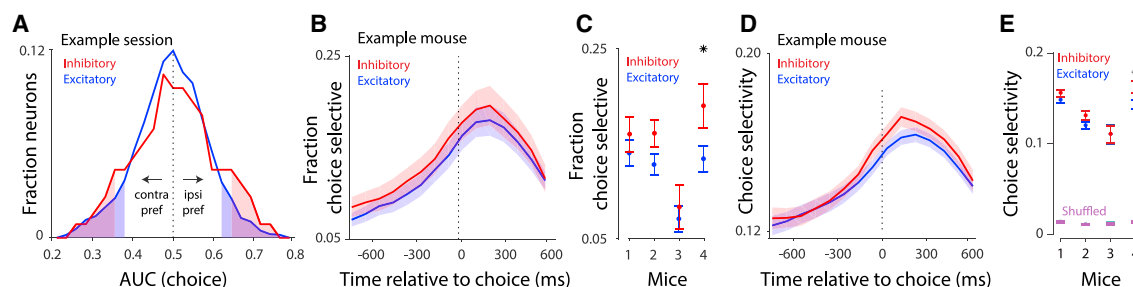 A
Example session
Inhibitory
Excitatory
Fraction neurons
0.12
0
contra
pref
ipsi
pref
0.2 0.3 0.4 0.5 0.6 0.7 0.8
AUC (choice)
B
Example mouse
Inhibitory
Excitatory
Fraction
choice selective
0.25
0.05
-600 -300 0 300 600
Time relative to choice (ms)
C
Fraction
choice selective
0.25
0.05
*
1 2 3 4
Mice
D
Example mouse
Inhibitory
Excitatory
Choice selectivity
0.20
0.12
-600 -300 0 300 600
Time relative to choice (ms)
E
Inhibitory
Excitatory
Choice selectivity
0.2
0.1
0
Shuffled
1 2 3 4
Mice